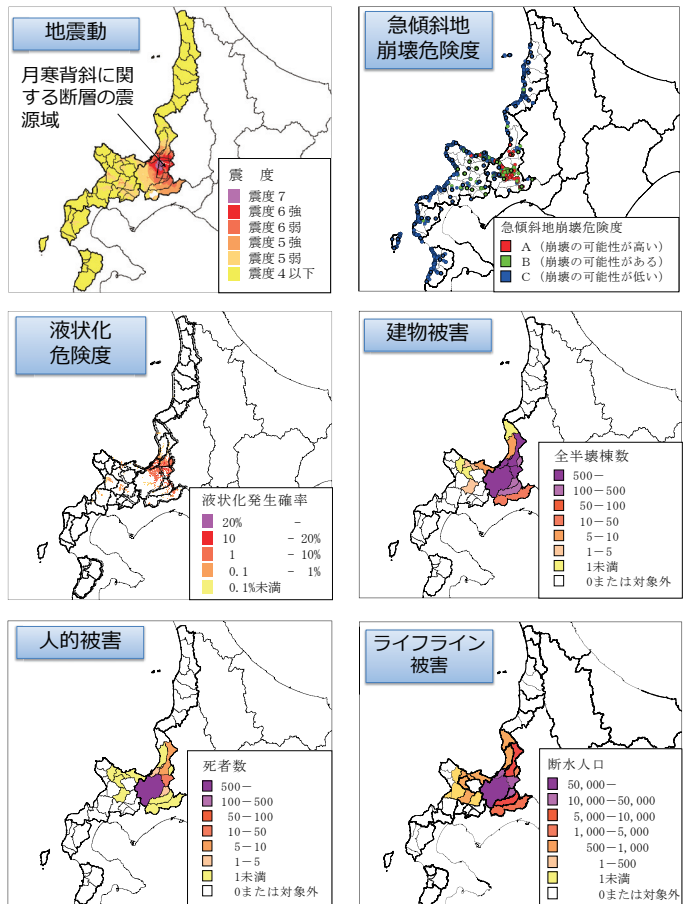 地震動
月寒背斜に関
する断層の震
源域
震　度
震度７
震度６強
震度６弱
震度５強
震度５弱
震度４以下
急傾斜地
崩壊危険度
急傾斜地崩壊危険度
A（崩壊の可能性が高い）
B（崩壊の可能性がある）
C（崩壊の可能性が低い）
液状化
危険度
液状化発生確率
20%　　－
10　　－ 20%
1　　－ 10%
0.1　　－ 1%
0.1%未満
建物被害
全半壊棟数
500－
100－500
50－100
10－50
5－10
1－5
1未満
0または対象外
人的被害
死者数
500－
100－500
50－100
10－50
5－10
1－5
1未満
0または対象外
ライフライン
被害
断水人口
50,000－
10,000－50,000
5,000－10,000
1,000－5,000
500－1,000
1－500
1未満
0または対象外